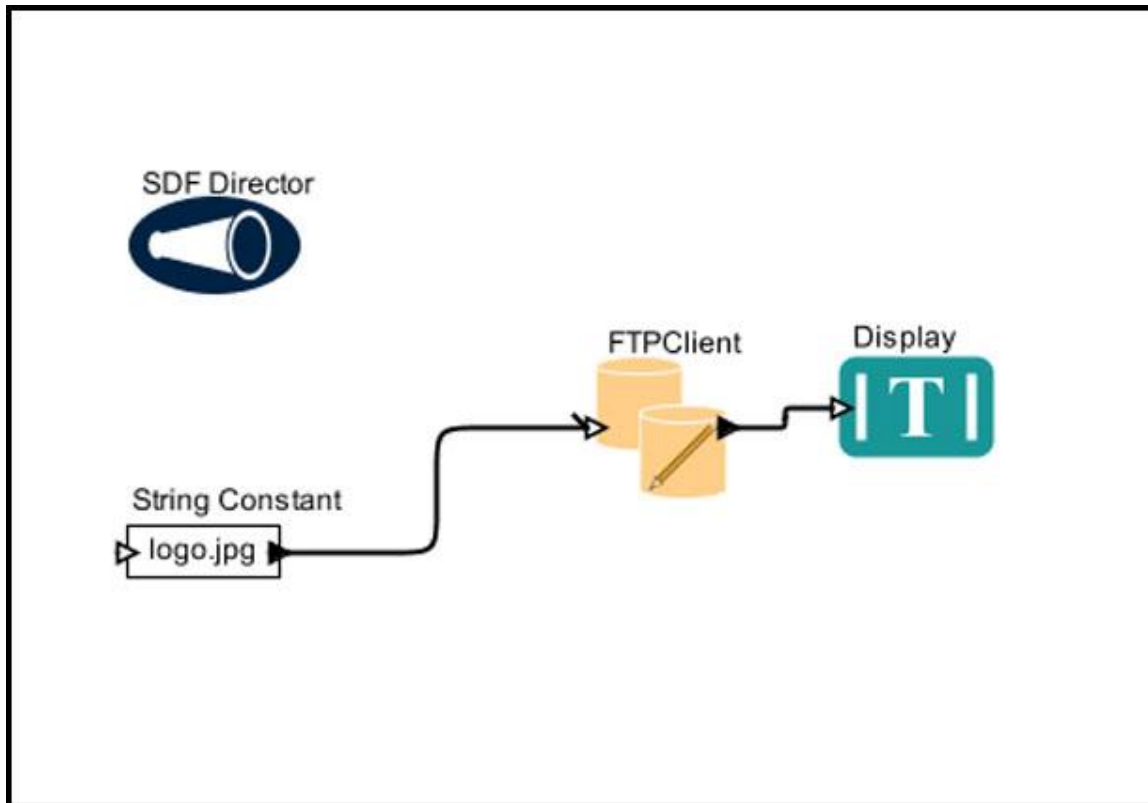 SDF Director
FTPClient
Display
T
String Constant
logo.jpg